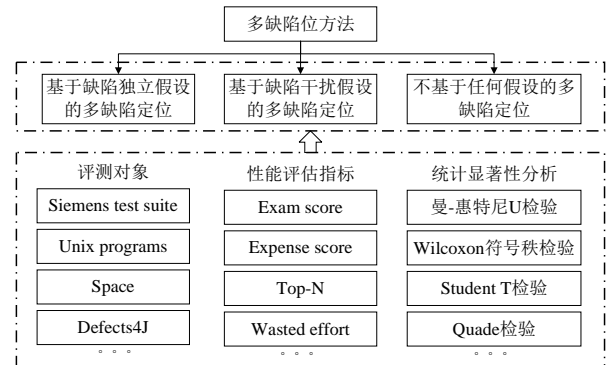 多缺陷位方法
基于缺陷独立假设
的多缺陷定位
基于缺陷干扰假设
的多缺陷定位
不基于任何假设的多
缺陷定位
评测对象
Siemens test suite
Unix programs
Space
Defects4J
。。。
性能评估指标
Exam score
Expense score
Top-N
Wasted effort
。。。
统计显著性分析
曼-惠特尼U检验
Wilcoxon符号秩检验
Student T检验
Quade检验
。。。